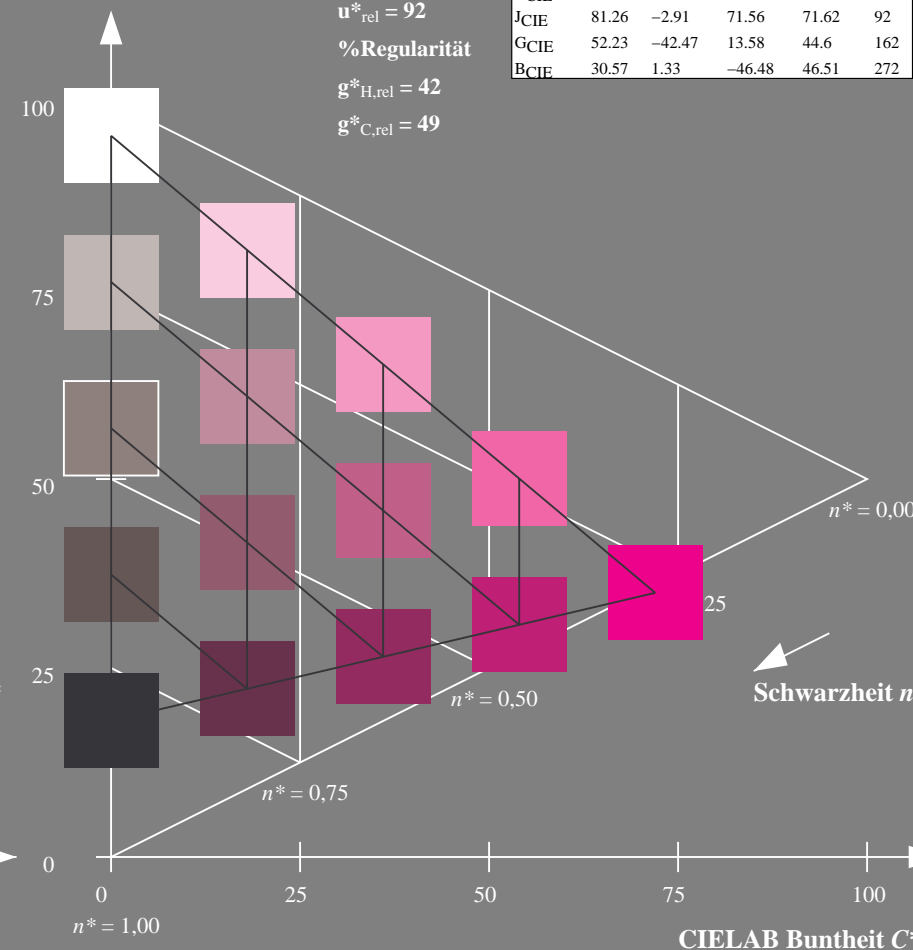 u*rel = 92
%Regularität
g*H,rel = 42
g*C,rel = 49
JCIE 81.26 −2.91 71.56 71.62 92
GCIE 52.23 −42.47 13.58 44.6 162
BCIE 30.57 1.33 −46.48 46.51 272
100
75
50
n* = 0,00
25
25
Schwarzheit n
n* = 0,50
n* = 0,75
0
0 25 50 75 100
n* = 1,00
CIELAB Buntheit C*